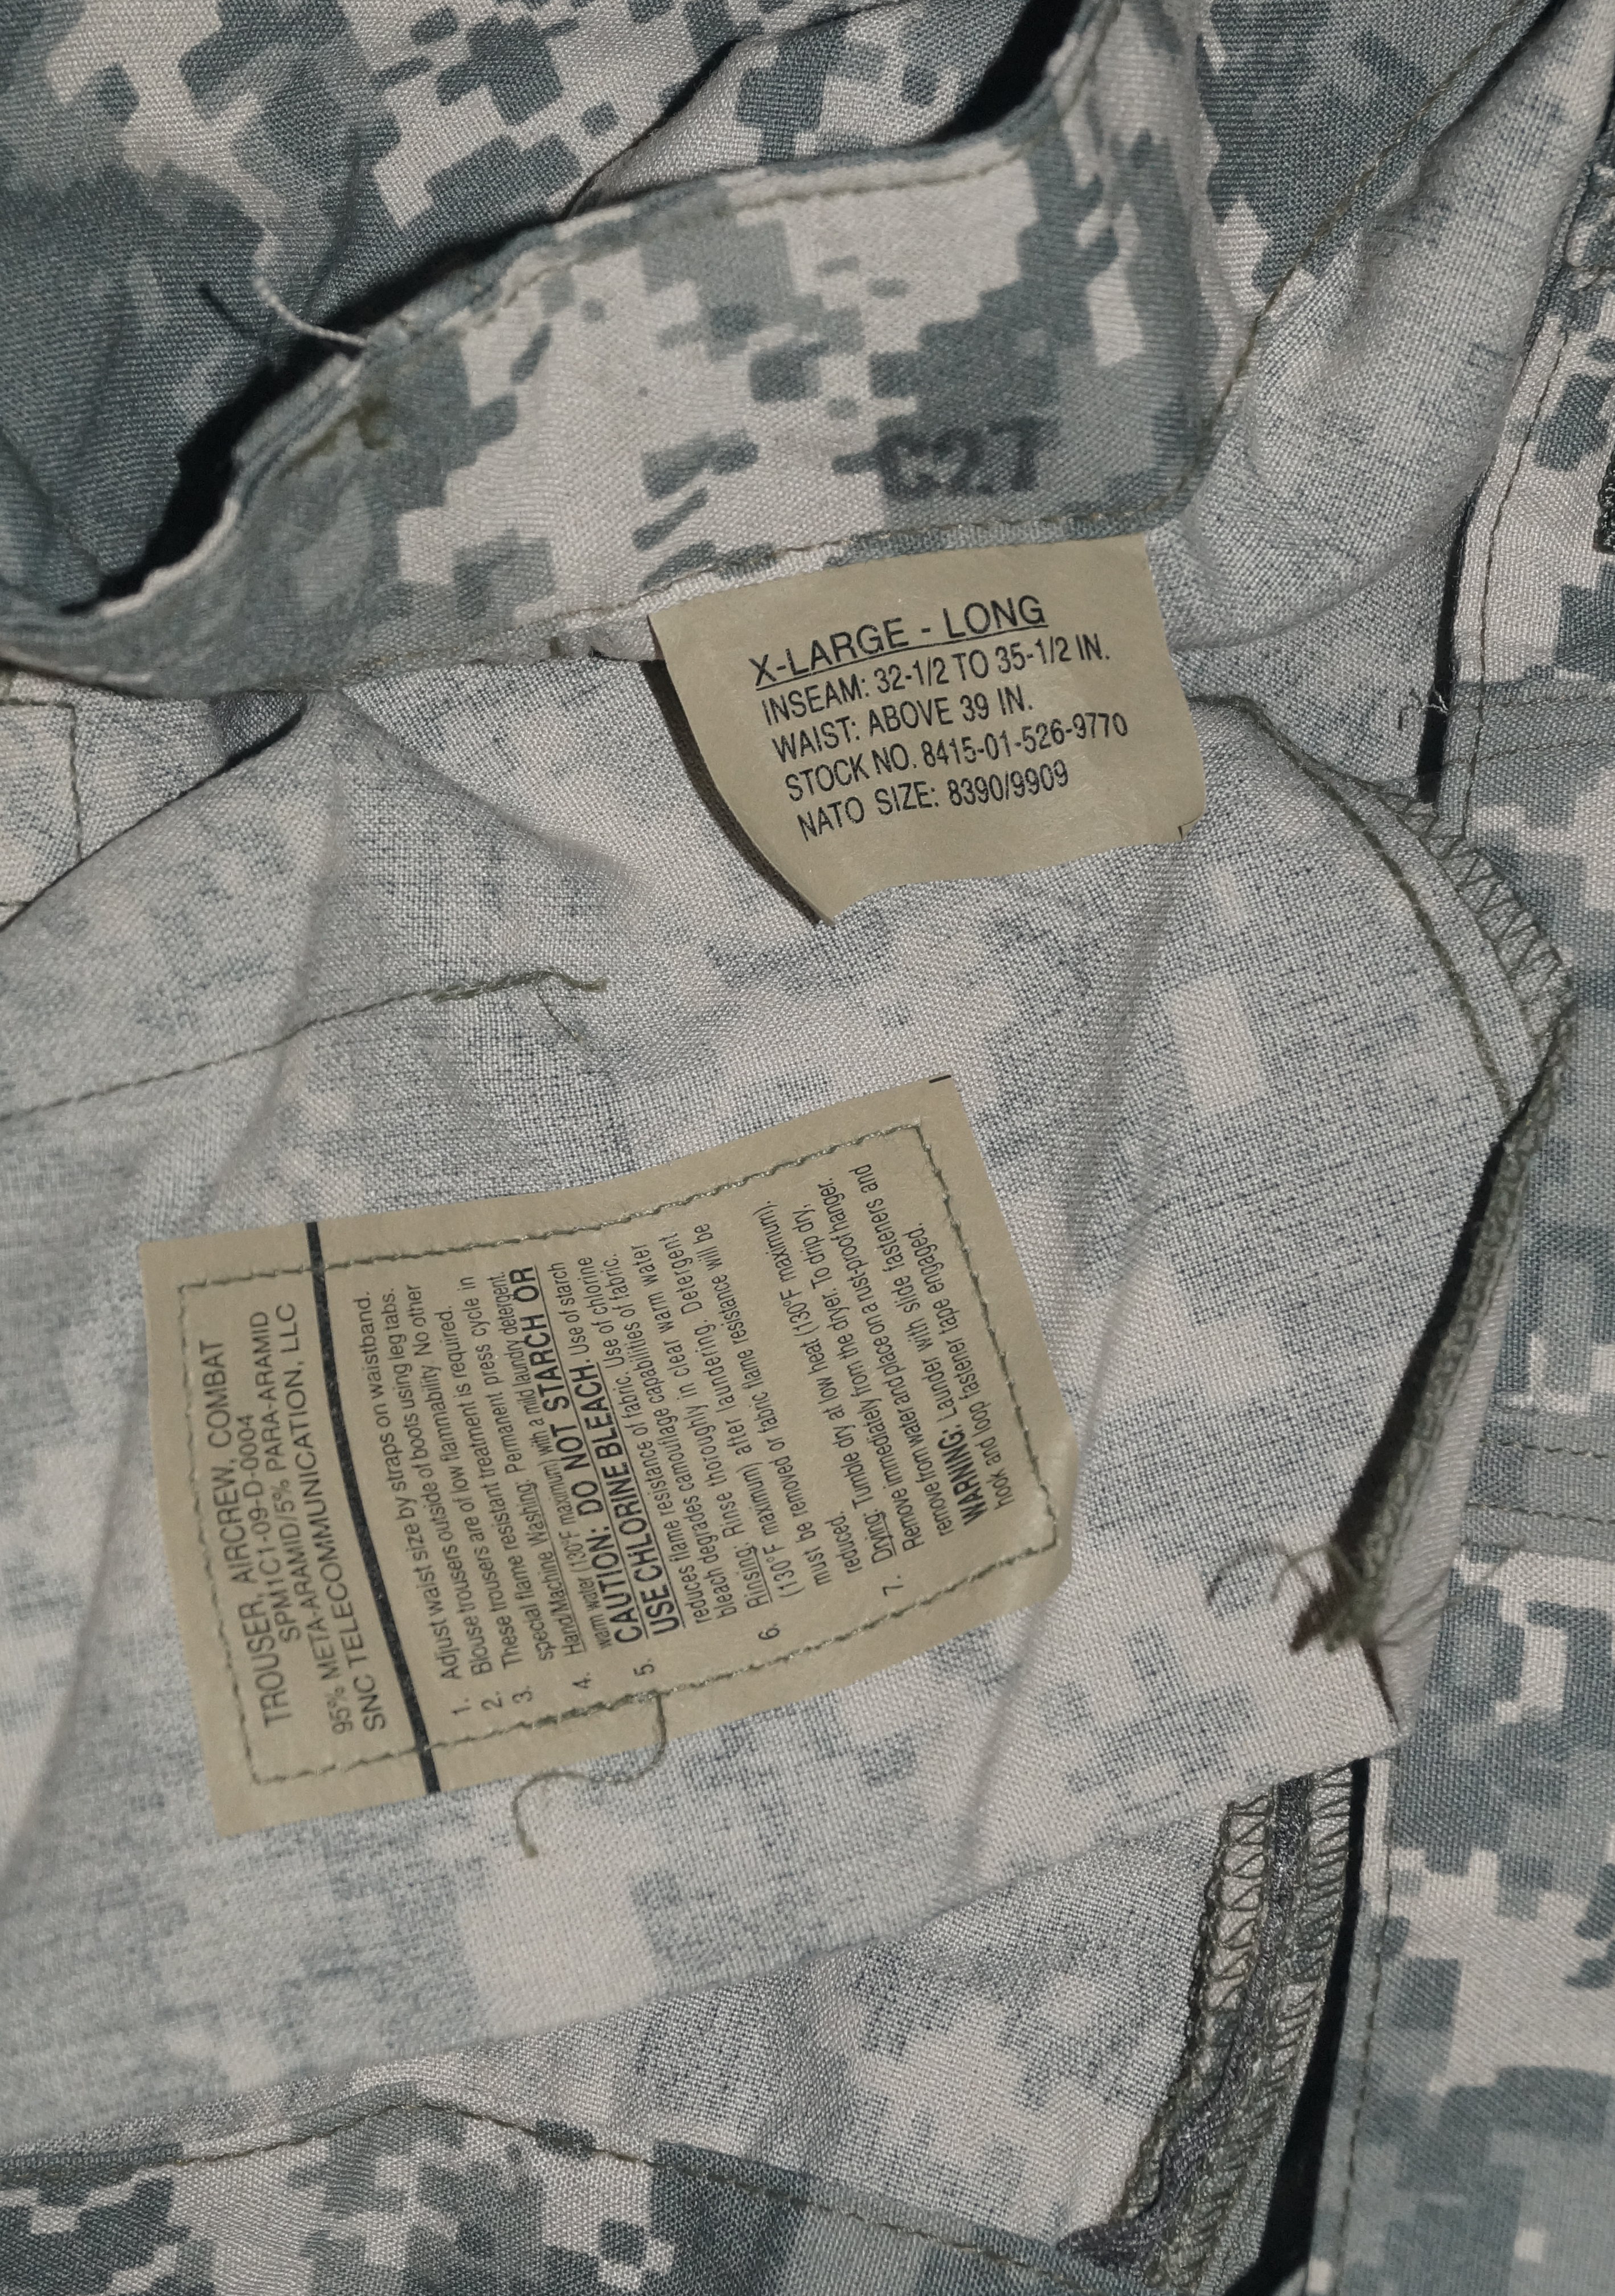 C27
X-LARGE - LONG
INSEAM: 32-1/2 TO 35-1/2 IN.
WAIST: ABOVE 39 IN.
STOCK NO. 8415-01-526-9770
NATO SIZE: 8390/9909
TROUSER, AIRCREW, COMBAT
SPM1C1-09-D-0004
95% META-ARAMID/5% PARA-ARAMID
SNC TELECOMMUNICATION, LLC
1. Adjust waist size by straps on waistband.
2. Blouse trousers outside of boots using leg tabs.
3. These trousers are of low flammability. No other
special flame resistant treatment is required.
4. Hand/Machine Washing: Permanent press cycle in
warm water (130°F maximum) with a mild laundry detergent.
5. CAUTION: DO NOT STARCH OR
USE CHLORINE BLEACH. Use of starch
reduces flame resistance of fabric. Use of chlorine
bleach degrades camouflage capabilities of fabric.
6. Rinsing: Rinse thoroughly in clear warm water
(130°F maximum) after laundering. Detergent
must be removed or fabric flame resistance will be
reduced.
7. Drying: Tumble dry at low heat (130°F maximum).
Remove immediately from the dryer. To drip dry,
remove from water and place on a rust-proof hanger.
WARNING: Launder with slide fasteners and
hook and loop fastener tape engaged.